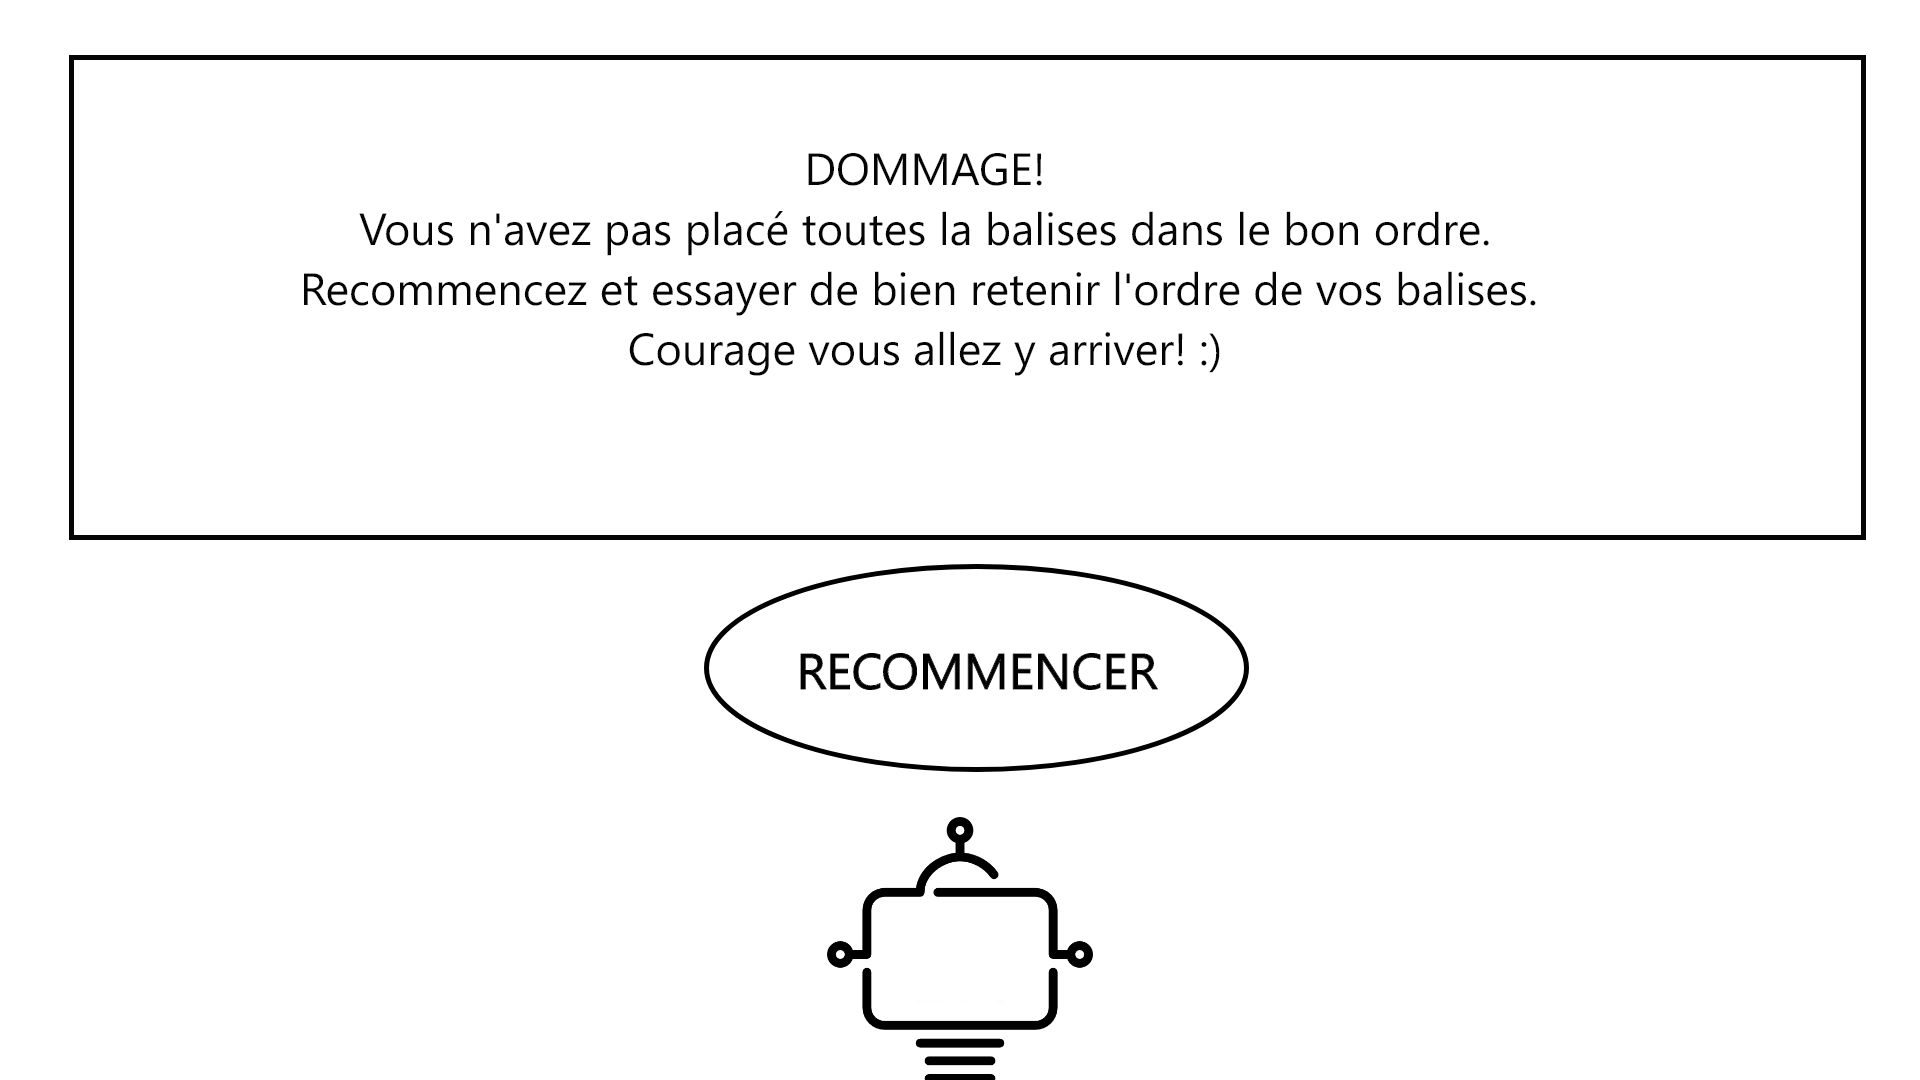 DOMMAGE!
Vous n'avez pas placé toutes la balises dans le bon ordre.
Recommencez et essayer de bien retenir l'ordre de vos balises.
Courage vous allez y arriver! :)
RECOMMENCER